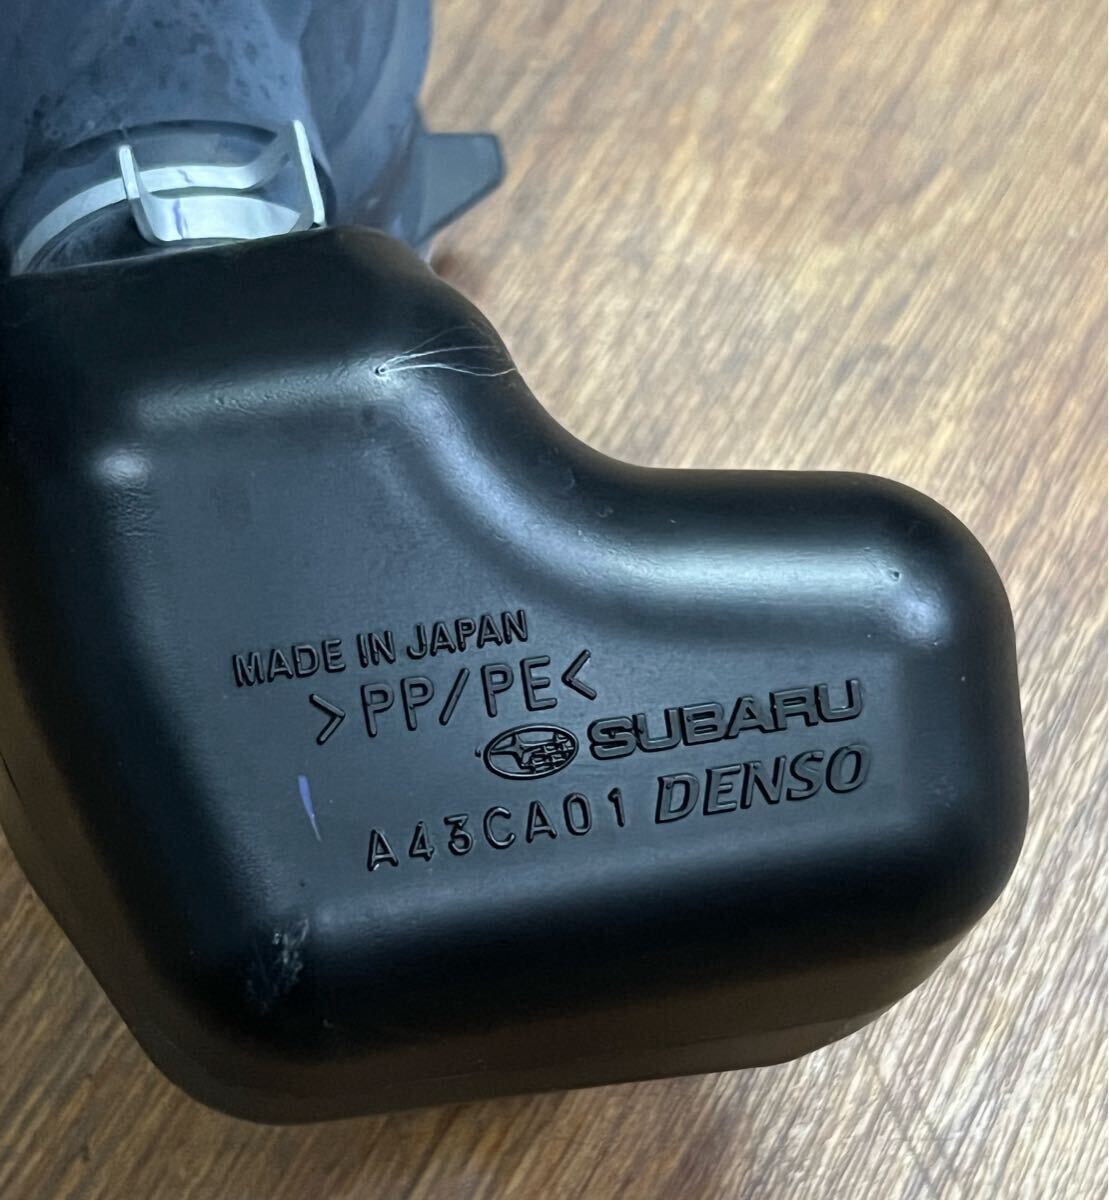 MADE IN JAPAN
>PP/PE<
SUBARU
A43CA01 DENSO